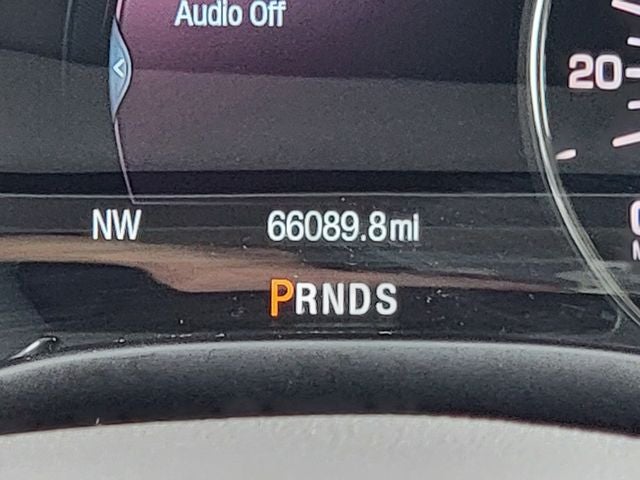 Audio Off
20
NW
66089.8mi
PRNDS